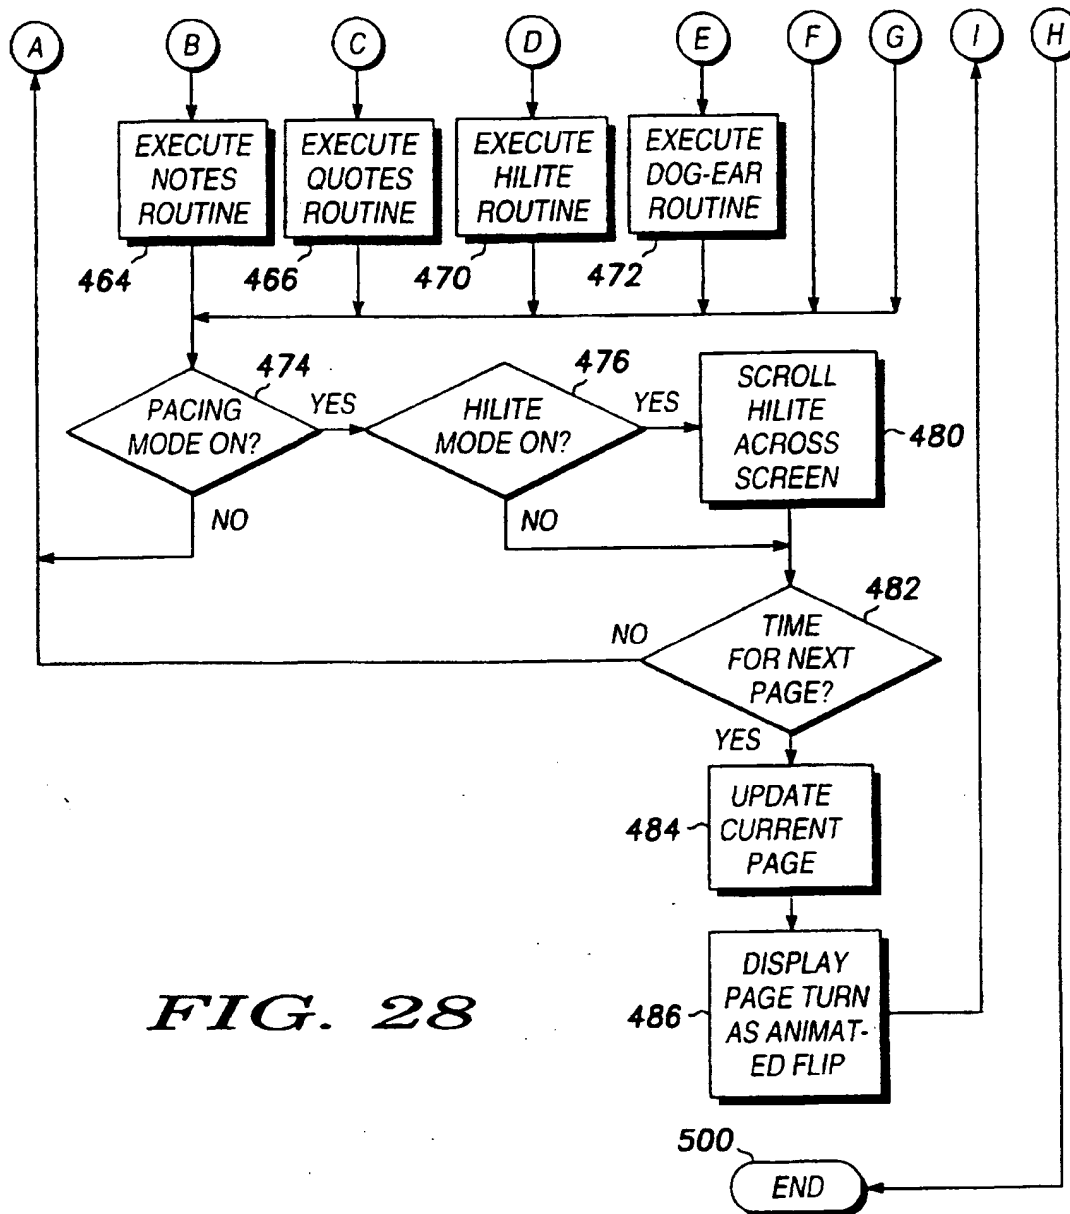 A B C D E F G I H
EXECUTE
NOTES
ROUTINE
464
EXECUTE
QUOTES
ROUTINE
466
EXECUTE
HILITE
ROUTINE
470
EXECUTE
DOG-EAR
ROUTINE
472
PACING
MODE ON?
474
YES
NO
HILITE
MODE ON?
476
YES
NO
SCROLL
HILITE
ACROSS
SCREEN
480
TIME
FOR NEXT
PAGE?
482
NO
YES
UPDATE
CURRENT
PAGE
484
DISPLAY
PAGE TURN
AS ANIMAT-
ED FLIP
486
FIG. 28
500
END